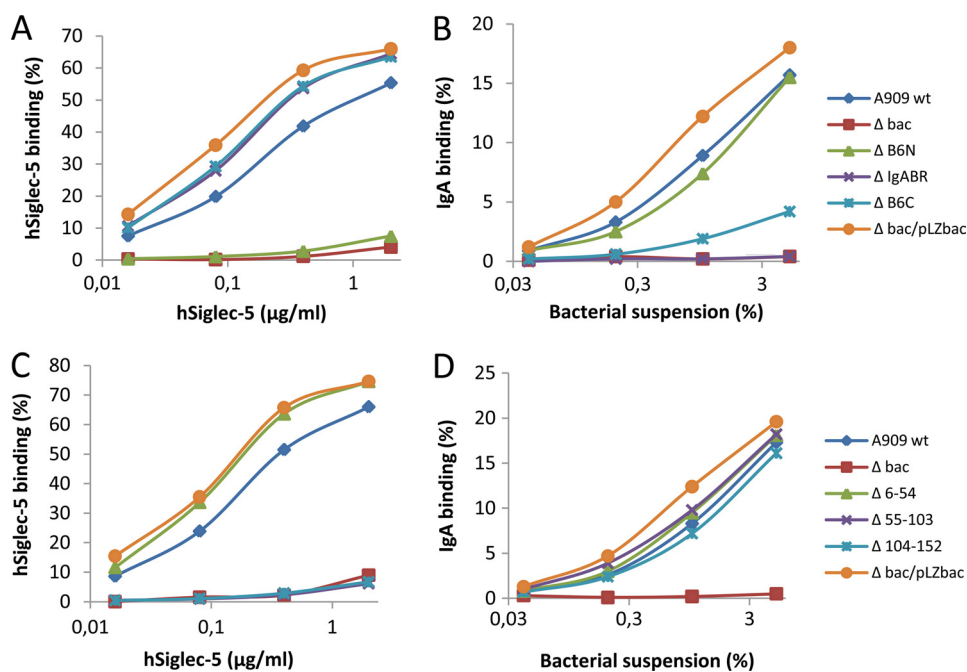 A
70
60
50
40
30
20
10
0
hSiglec-5 binding (%)
0,01
0,1
1
hSiglec-5 (µg/ml)
B
20
15
10
5
0
IgA binding (%)
0,03
0,3
3
Bacterial suspension (%)
A909 wt
Δ bac
Δ B6N
Δ IgABR
Δ B6C
Δ bac/pLZbac
C
80
70
60
50
40
30
20
10
0
hSiglec-5 binding (%)
0,01
0,1
1
hSiglec-5 (µg/ml)
D
25
20
15
10
5
0
IgA binding (%)
0,03
0,3
3
Bacterial suspension (%)
A909 wt
Δ bac
Δ 6-54
Δ 55-103
Δ 104-152
Δ bac/pLZbac